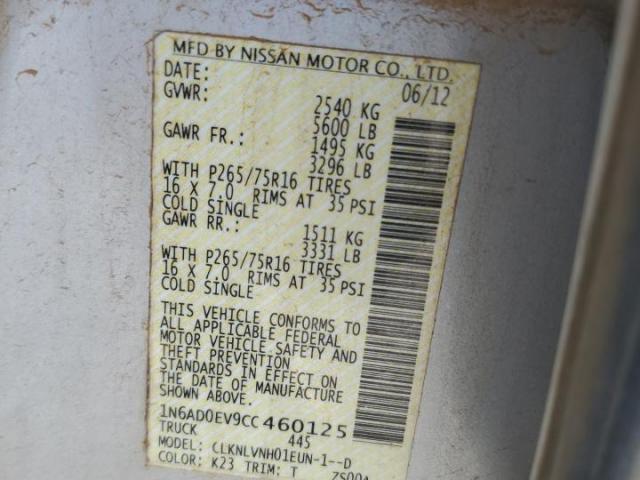 MFD BY NISSAN MOTOR CO., LTD.
DATE: 06/12
GVWR: 2540 KG
5600 LB
GAWR FR.: 1495 KG
3296 LB
WITH P265/75R16 TIRES
16 X 7.0 RIMS AT 35 PSI
COLD SINGLE
GAWR RR.: 1511 KG
3331 LB
WITH P265/75R16 TIRES
16 X 7.0 RIMS AT 35 PSI
COLD SINGLE
THIS VEHICLE CONFORMS TO
ALL APPLICABLE FEDERAL
MOTOR VEHICLE SAFETY AND
THEFT PREVENTION
STANDARDS IN EFFECT ON
THE DATE OF MANUFACTURE
SHOWN ABOVE.
1N6AD0EV9CC460125
TRUCK 445
MODEL: CLKNLVNH01EUN-1--D
COLOR: K23 TRIM: T